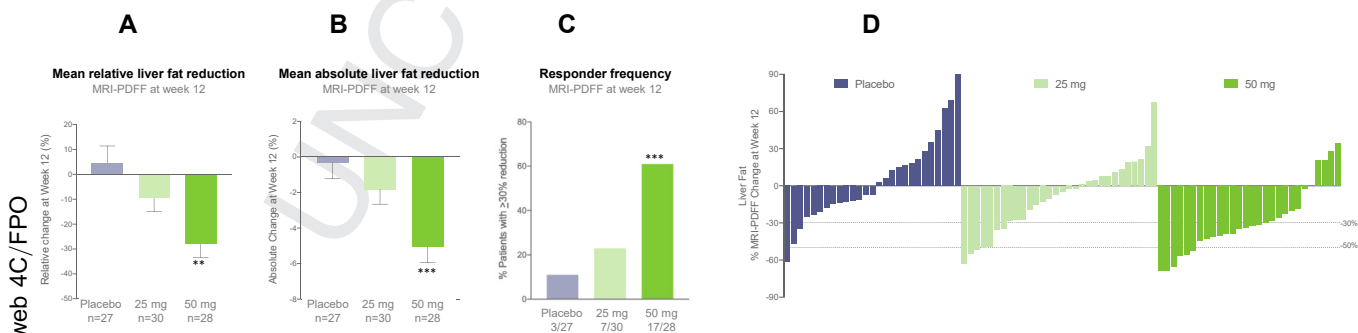 A
B
C
D
Mean relative liver fat reduction
MRI-PDFF at week 12
Relative change at Week 12 (%)
20
10
0
-10
-20
-30
-40
-50
**
Placebo
n=27
25 mg
n=30
50 mg
n=28
Mean absolute liver fat reduction
MRI-PDFF at week 12
Absolute Change at Week 12 (%)
2
0
-2
-4
-6
-8
***
Placebo
n=27
25 mg
n=30
50 mg
n=28
Responder frequency
MRI-PDFF at week 12
% Patients with ≥30% reduction
80
60
40
20
0
***
Placebo
3/27
25 mg
7/30
50 mg
17/28
Liver Fat
% MRI-PDFF Change at Week 12
90
60
30
0
-30
-60
-90
Placebo
25 mg
50 mg
-30%
-50%
web 4C/FPO
UNC